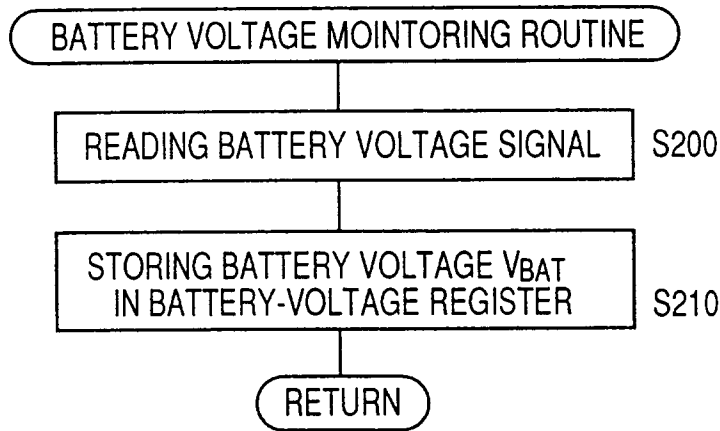 BATTERY VOLTAGE MOINTORING ROUTINE
READING BATTERY VOLTAGE SIGNAL
S200
STORING BATTERY VOLTAGE VBAT
IN BATTERY-VOLTAGE REGISTER
S210
RETURN